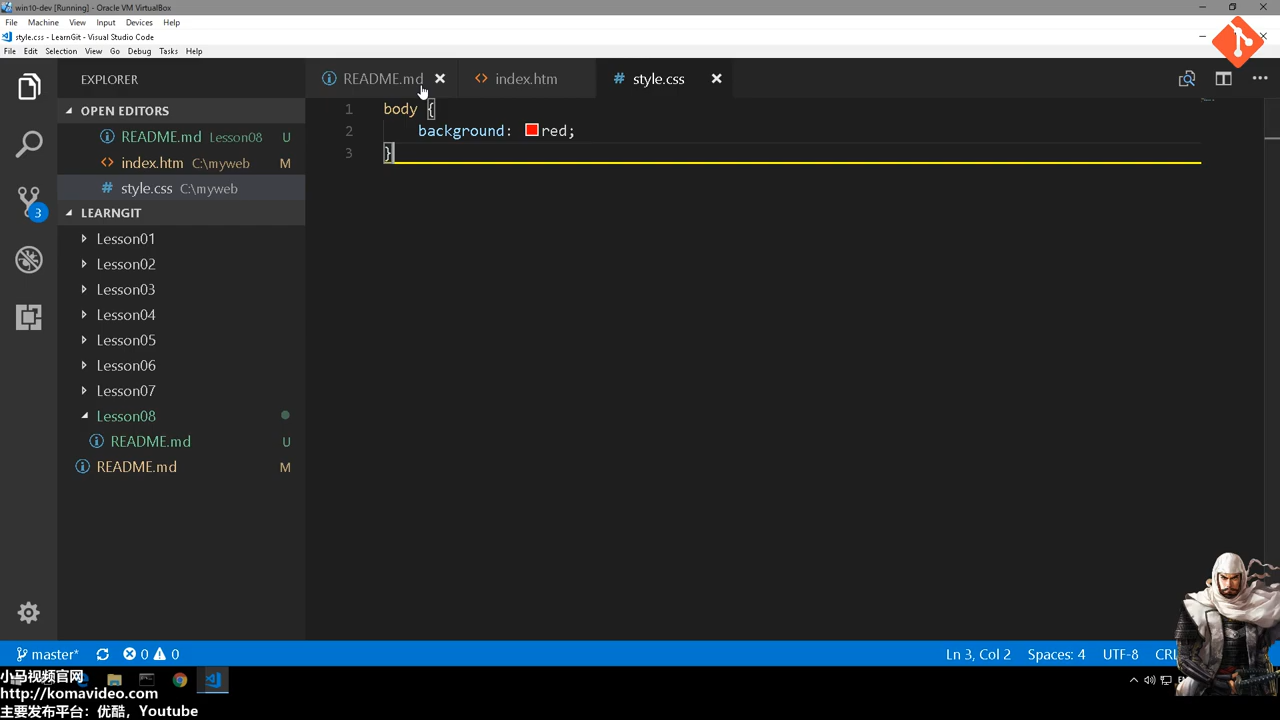 win10-dev [Running] - Oracle VM VirtualBox
File Machine View Input Devices Help
style.css - LearnGit - Visual Studio Code
File Edit Selection View Go Debug Tasks Help
EXPLORER
README.md index.htm # style.css
OPEN EDITORS
README.md Lesson08 U
index.htm C:\myweb M
# style.css C:\myweb
LEARNGIT
Lesson01
Lesson02
Lesson03
Lesson04
Lesson05
Lesson06
Lesson07
Lesson08
README.md U
README.md M
3
1 body {
2 background: red;
3 }
master* 0 0 Ln 3, Col 2 Spaces: 4 UTF-8
小马视频官网
http://komavideo.com
主要发布平台：优酷，Youtube